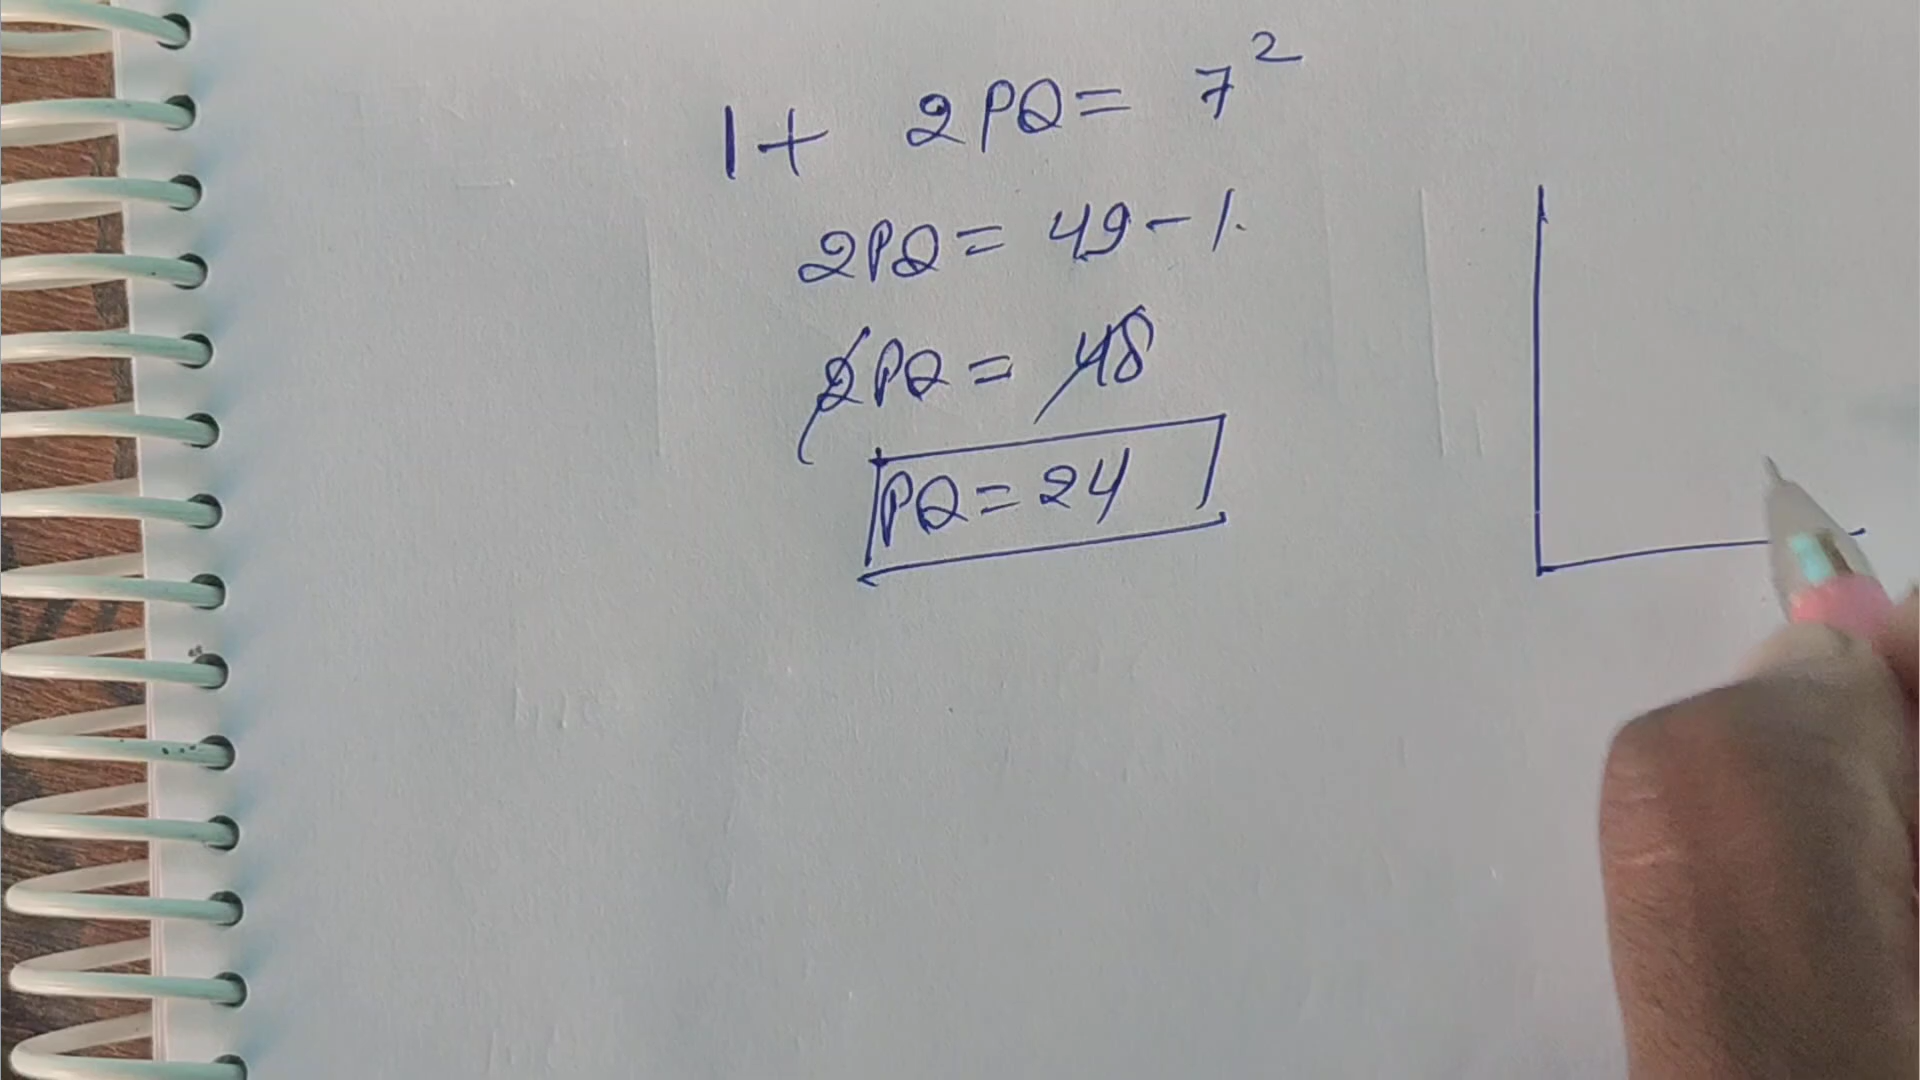 1 + 2PQ = 7²
2PQ = 49 - 1.
2PQ = 48
PQ = 24